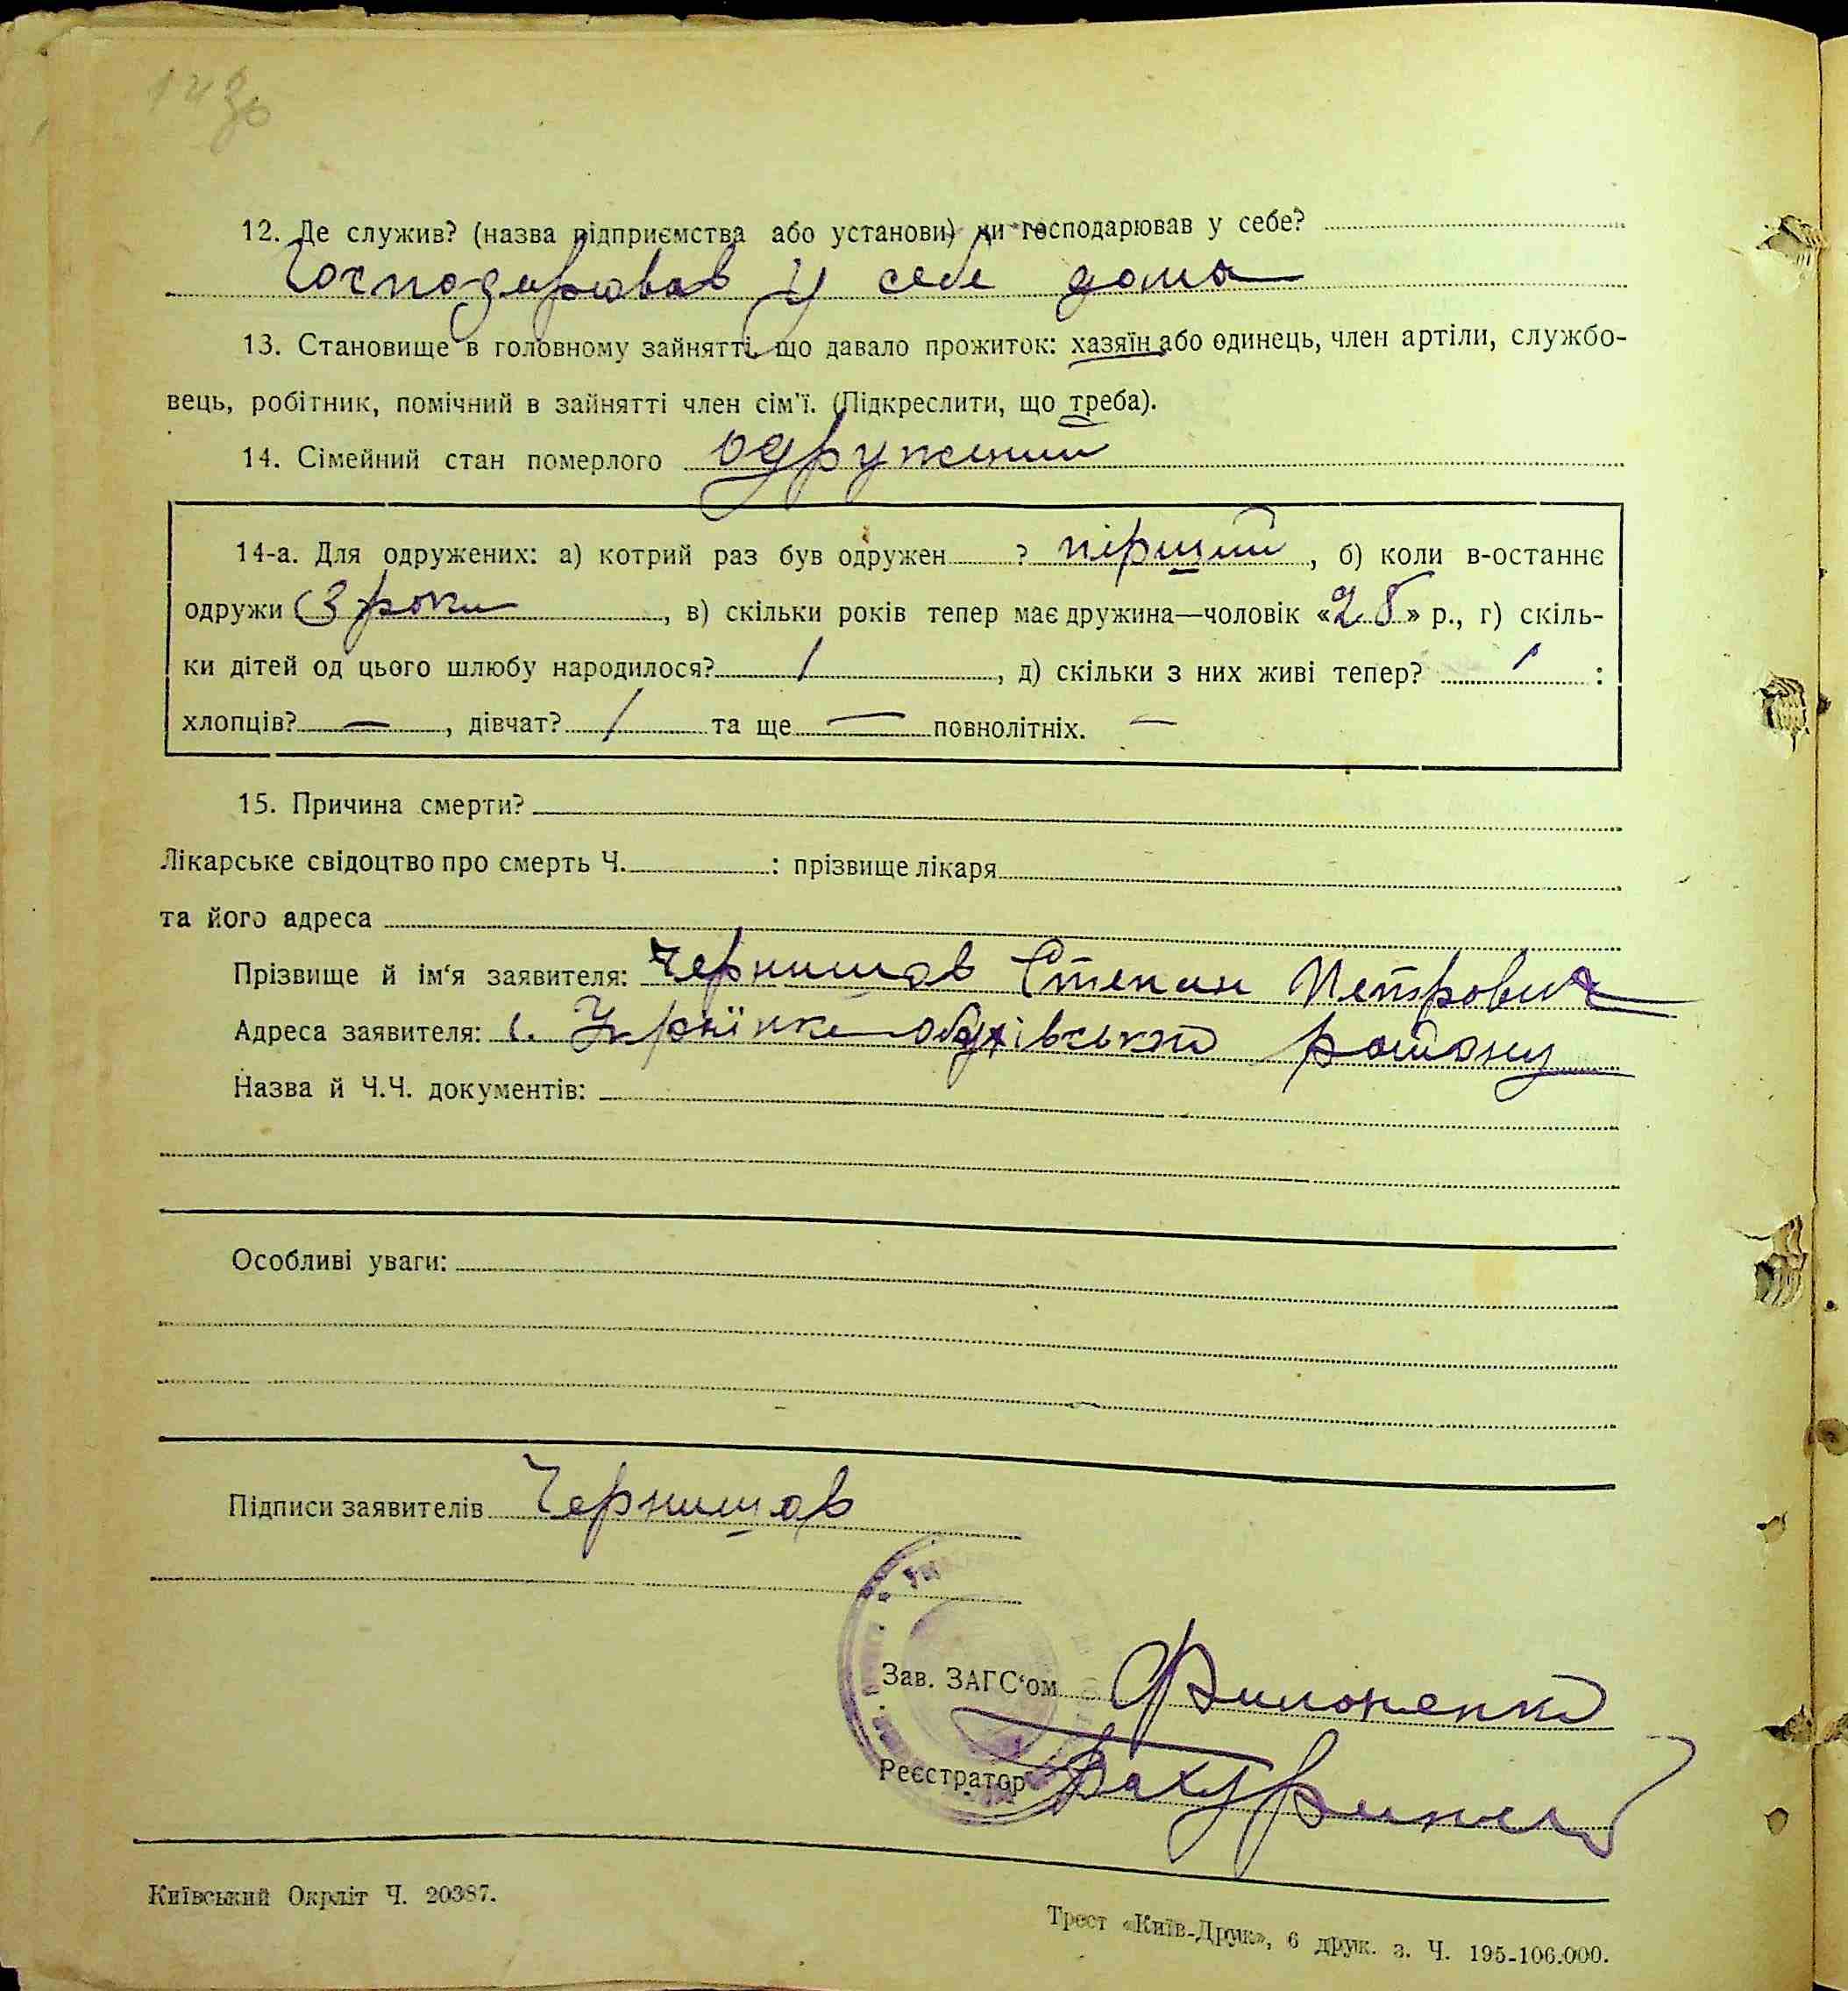 12. Де служив? (назва підприємства або установи) чи господарював у себе?
Господарював у себе дома
13. Становище в головному зайнятті, що давало прожиток: хазяїн або одинець, член артіли, службо-
вець, робітник, помічний в зайнятті член сім'ї. (Підкреслити, що треба).
14. Сімейний стан померлого одружений
14-а. Для одружених: а) котрий раз був одружен ? перший, б) коли в-останнє
одружи 3 роки, в) скільки років тепер має дружина—чоловік «28» р., г) скіль-
ки дітей од цього шлюбу народилося? 1, д) скільки з них живі тепер? 1 :
хлопців? —, дівчат? 1 та ще — повнолітніх. —
15. Причина смерти?
Лікарське свідоцтво про смерть Ч. : прізвище лікаря
та його адреса
Прізвище й ім'я заявителя: Чернишов Степан Петрович
Адреса заявителя: с. Українка Обухівського району
Назва й Ч.Ч. документів:
Особливі уваги:
Підписи заявителів Чернишов
Зав. ЗАГС'ом Филоненко
Реєстратор
Київський Окрліт Ч. 20387.
Трест «Київ-Друк», 6 друк. з. Ч. 195-106.000.